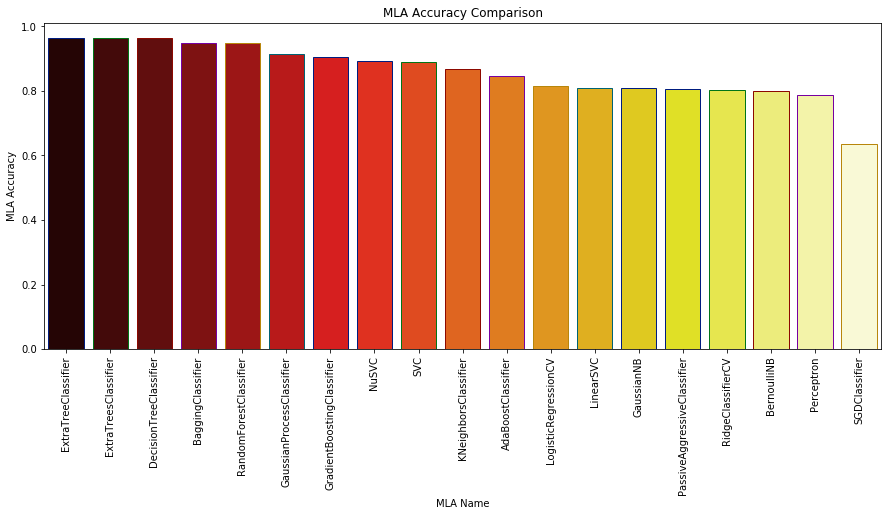 MLA Accuracy Comparison
MLA Accuracy
1.0
0.8
0.6
0.4
0.2
0.0
ExtraTreeClassifier
ExtraTreesClassifier
DecisionTreeClassifier
BaggingClassifier
RandomForestClassifier
GaussianProcessClassifier
GradientBoostingClassifier
NuSVC
SVC
KNeighborsClassifier
AdaBoostClassifier
LogisticRegressionCV
LinearSVC
GaussianNB
PassiveAggressiveClassifier
RidgeClassifierCV
BernoulliNB
Perceptron
SGDClassifier
MLA Name